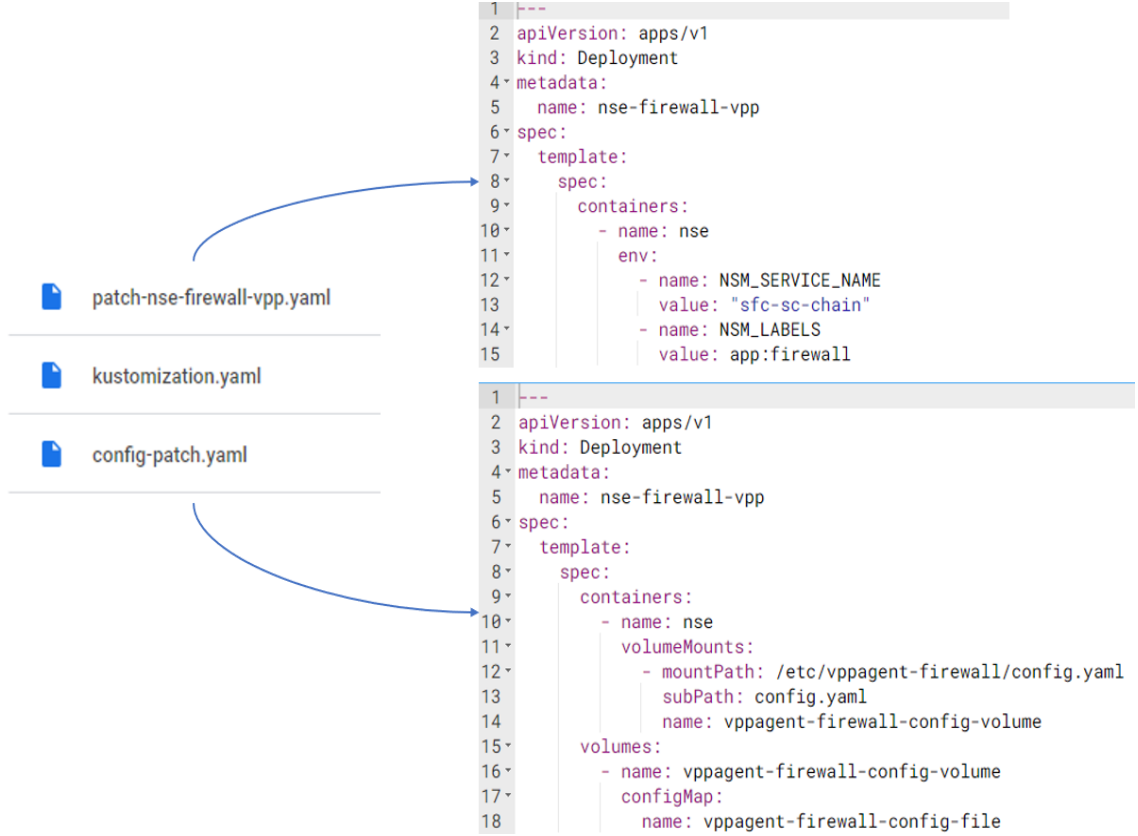 patch-nse-firewall-vpp.yaml
kustomization.yaml
config-patch.yaml
1 ---
2 apiVersion: apps/v1
3 kind: Deployment
4 metadata:
5   name: nse-firewall-vpp
6 spec:
7   template:
8     spec:
9       containers:
10         - name: nse
11           env:
12             - name: NSM_SERVICE_NAME
13               value: "sfc-sc-chain"
14             - name: NSM_LABELS
15               value: app:firewall
1 ---
2 apiVersion: apps/v1
3 kind: Deployment
4 metadata:
5   name: nse-firewall-vpp
6 spec:
7   template:
8     spec:
9       containers:
10         - name: nse
11           volumeMounts:
12             - mountPath: /etc/vppagent-firewall/config.yaml
13               subPath: config.yaml
14               name: vppagent-firewall-config-volume
15       volumes:
16         - name: vppagent-firewall-config-volume
17           configMap:
18             name: vppagent-firewall-config-file